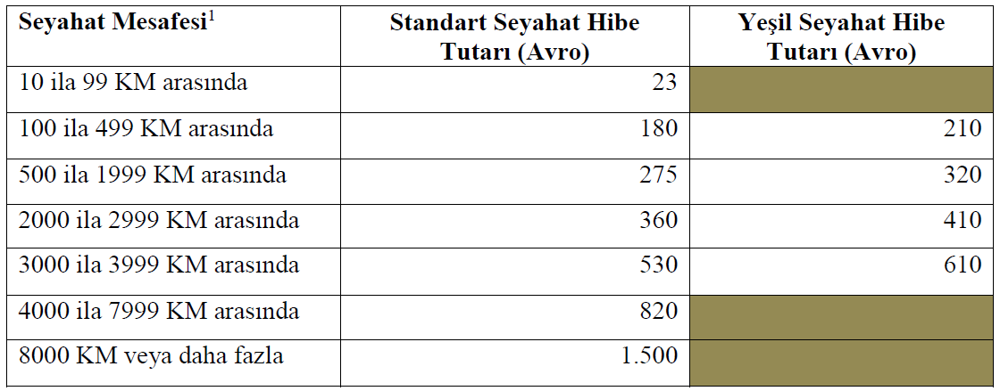 Seyahat Mesafesi1 Standart Seyahat Hibe Yeşil Seyahat Hibe
Tutarı (Avro) Tutarı (Avro)
10 ila 99 KM arasında 23
100 ila 499 KM arasında 180 210
500 ila 1999 KM arasında 275 320
2000 ila 2999 KM arasında 360 410
3000 ila 3999 KM arasında 530 610
4000 ila 7999 KM arasında 820
8000 KM veya daha fazla 1.500